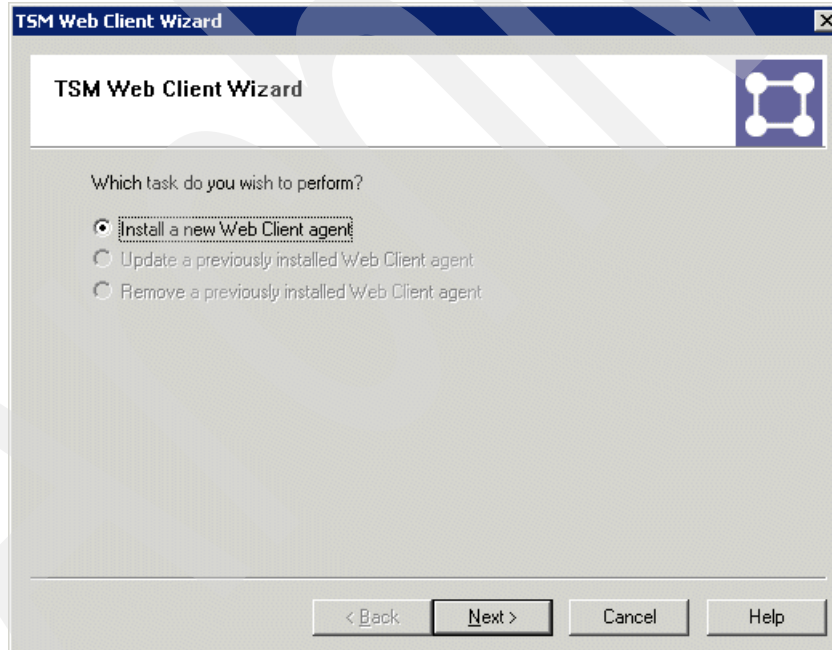 TSM Web Client Wizard
TSM Web Client Wizard
Which task do you wish to perform?
Install a new Web Client agent
Update a previously installed Web Client agent
Remove a previously installed Web Client agent
< Back Next > Cancel Help